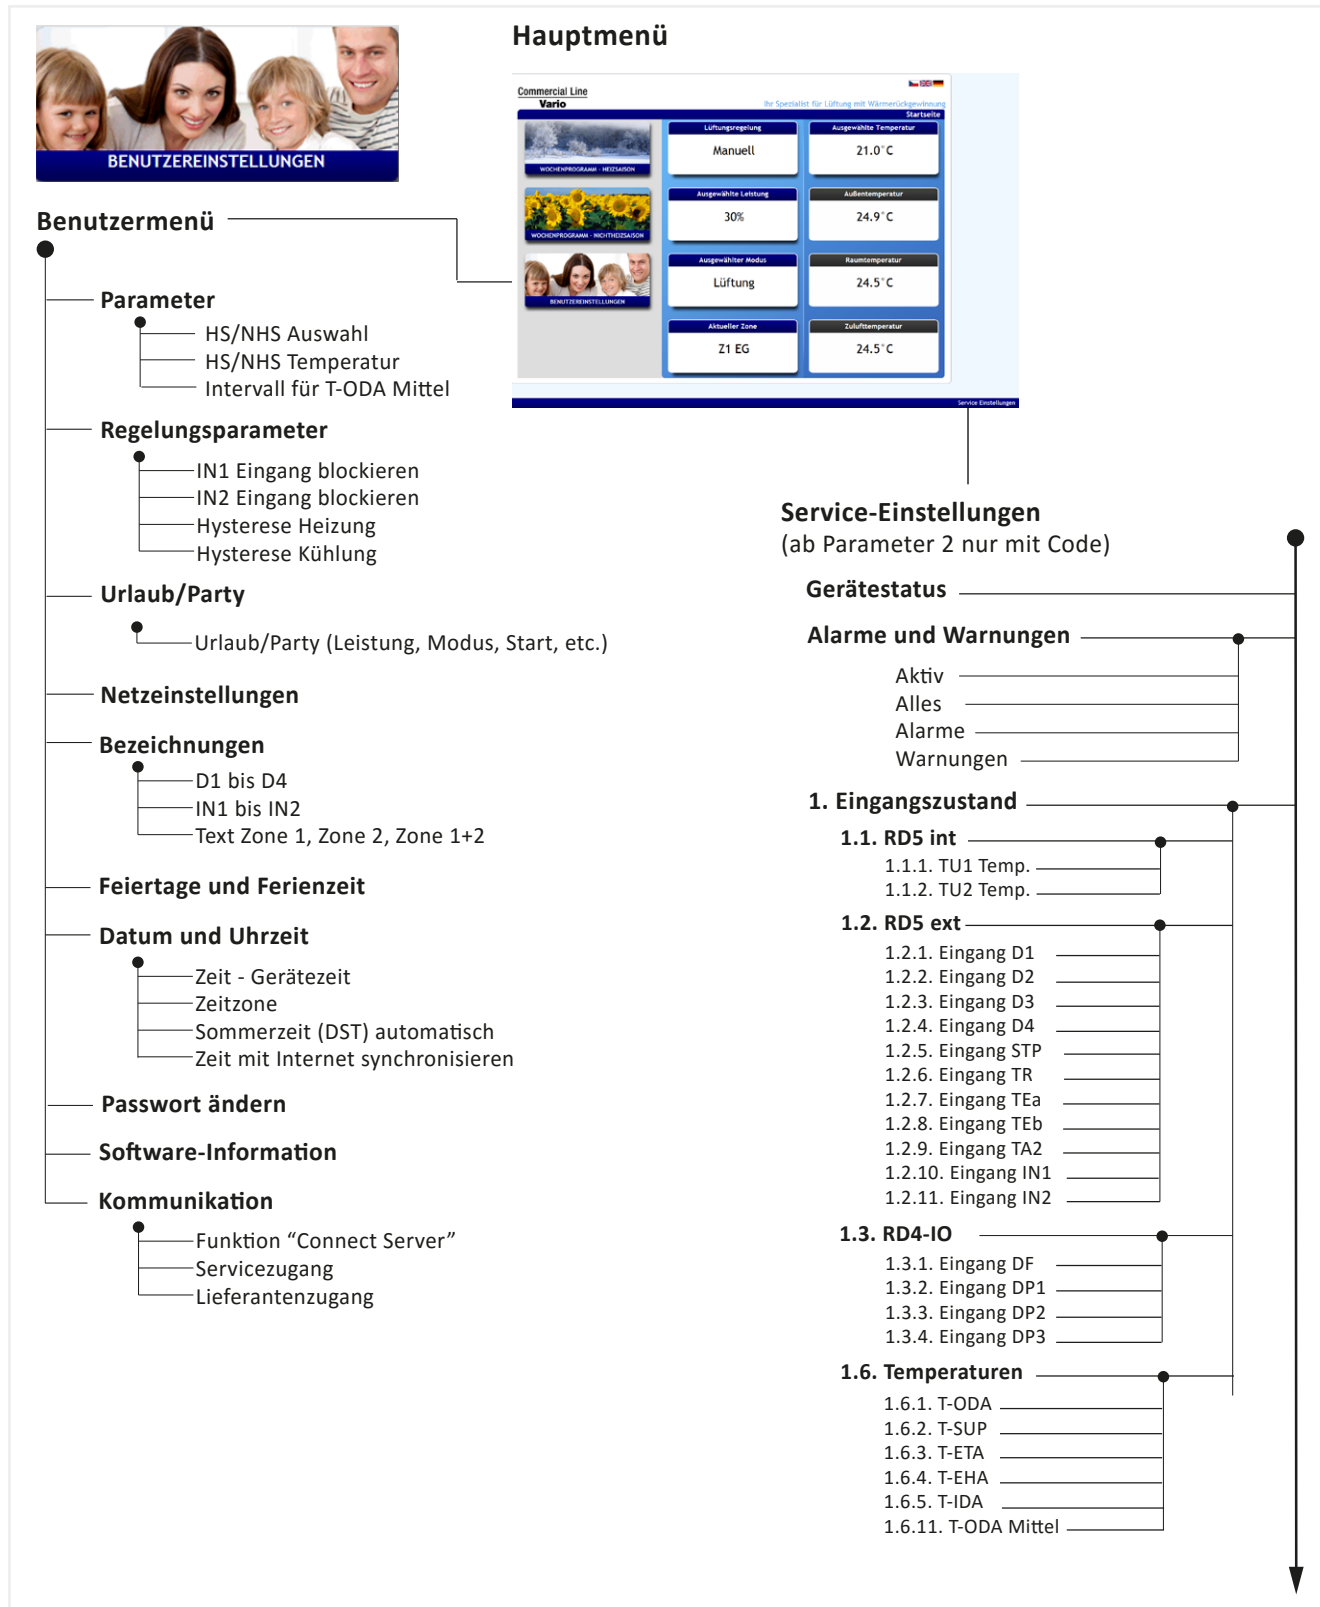 BENUTZEREINSTELLUNGEN
Hauptmenü
Commercial Line
Vario
Ihr Spezialist für Lüftung mit Wärmerückgewinnung
Startseite
WOCHENPROGRAMM - HEIZSAISON
Lüftungsregelung
Manuell
Ausgewählte Temperatur
21.0°C
WOCHENPROGRAMM - NICHTHEIZSAISON
Ausgewählte Leistung
30%
Außentemperatur
24.9°C
BENUTZEREINSTELLUNGEN
Ausgewählter Modus
Lüftung
Raumtemperatur
24.5°C
Aktueller Zone
Z1 EG
Zulufttemperatur
24.5°C
Service Einstellungen
Benutzermenü
Parameter
HS/NHS Auswahl
HS/NHS Temperatur
Intervall für T-ODA Mittel
Regelungsparameter
IN1 Eingang blockieren
IN2 Eingang blockieren
Hysterese Heizung
Hysterese Kühlung
Urlaub/Party
Urlaub/Party (Leistung, Modus, Start, etc.)
Netzeinstellungen
Bezeichnungen
D1 bis D4
IN1 bis IN2
Text Zone 1, Zone 2, Zone 1+2
Feiertage und Ferienzeit
Datum und Uhrzeit
Zeit - Gerätezeit
Zeitzone
Sommerzeit (DST) automatisch
Zeit mit Internet synchronisieren
Passwort ändern
Software-Information
Kommunikation
Funktion “Connect Server”
Servicezugang
Lieferantenzugang
Service-Einstellungen
(ab Parameter 2 nur mit Code)
Gerätestatus
Alarme und Warnungen
Aktiv
Alles
Alarme
Warnungen
1. Eingangszustand
1.1. RD5 int
1.1.1. TU1 Temp.
1.1.2. TU2 Temp.
1.2. RD5 ext
1.2.1. Eingang D1
1.2.2. Eingang D2
1.2.3. Eingang D3
1.2.4. Eingang D4
1.2.5. Eingang STP
1.2.6. Eingang TR
1.2.7. Eingang TEa
1.2.8. Eingang TEb
1.2.9. Eingang TA2
1.2.10. Eingang IN1
1.2.11. Eingang IN2
1.3. RD4-IO
1.3.1. Eingang DF
1.3.2. Eingang DP1
1.3.3. Eingang DP2
1.3.4. Eingang DP3
1.6. Temperaturen
1.6.1. T-ODA
1.6.2. T-SUP
1.6.3. T-ETA
1.6.4. T-EHA
1.6.5. T-IDA
1.6.11. T-ODA Mittel